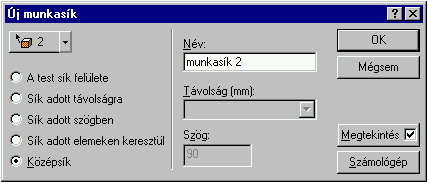 Új munkasík
2
A test sík felülete
Sík adott távolságra
Sík adott szögben
Sík adott elemeken keresztül
Középsík
Név:
munkasík 2
Távolság (mm):
Szög:
90
OK
Mégsem
Megtekintés
Számológép